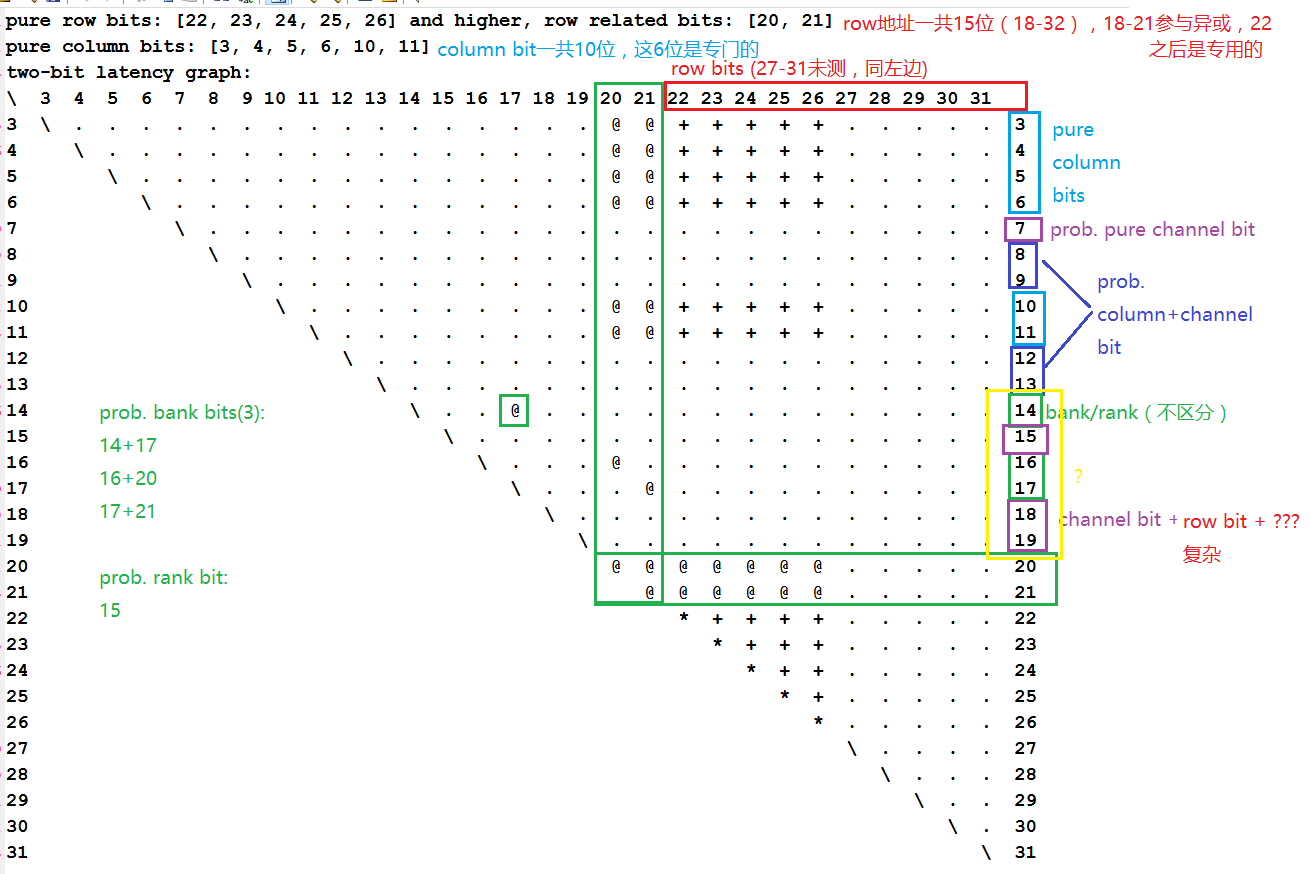 pure row bits: [22, 23, 24, 25, 26] and higher, row related bits: [20, 21] row地址一共15位（18-32），18-21参与异或，22
pure column bits: [3, 4, 5, 6, 10, 11] column bit一共10位，这6位是专门的 之后是专用的
two-bit latency graph: row bits (27-31未测，同左边)
\ 3 4 5 6 7 8 9 10 11 12 13 14 15 16 17 18 19 20 21 22 23 24 25 26 27 28 29 30 31
3 \ . . . . . . . . . . . . . . . . @ @ + + + + + . . . . . 3 pure
4 \ . . . . . . . . . . . . . . . @ @ + + + + + . . . . . 4 column
5 \ . . . . . . . . . . . . . . @ @ + + + + + . . . . . 5
6 \ . . . . . . . . . . . . . @ @ + + + + + . . . . . 6 bits
7 \ . . . . . . . . . . . . . . . . . . . . . . . . 7 prob. pure channel bit
8 \ . . . . . . . . . . . . . . . . . . . . . . . 8
9 \ . . . . . . . . . . . . . . . . . . . . . . 9 prob.
10 \ . . . . . . . . . @ @ + + + + + . . . . . 10 column+channel
11 \ . . . . . . . . @ @ + + + + + . . . . . 11
12 \ . . . . . . . . . . . . . . . . . . . 12 bit
13 \ . . . . . . . . . . . . . . . . . . 13
14 prob. bank bits(3): \ . . @ . . . . . . . . . . . . . . 14 bank/rank（不区分）
15 14+17 \ . . . . . . . . . . . . . . . . 15
16 16+20 \ . . . @ . . . . . . . . . . . 16 ?
17 17+21 \ . . . @ . . . . . . . . . . 17
18 \ . . . . . . . . . . . . . 18 channel bit + row bit + ???
19 \ . . . . . . . . . . . . 19 复杂
20 prob. rank bit: @ @ @ @ @ @ @ . . . . . 20
21 15 @ @ @ @ @ @ . . . . . 21
22 * + + + + . . . . . 22
23 * + + + . . . . . 23
24 * + + . . . . . 24
25 * + . . . . . 25
26 * . . . . . 26
27 \ . . . . 27
28 \ . . . 28
29 \ . . 29
30 \ . 30
31 \ 31